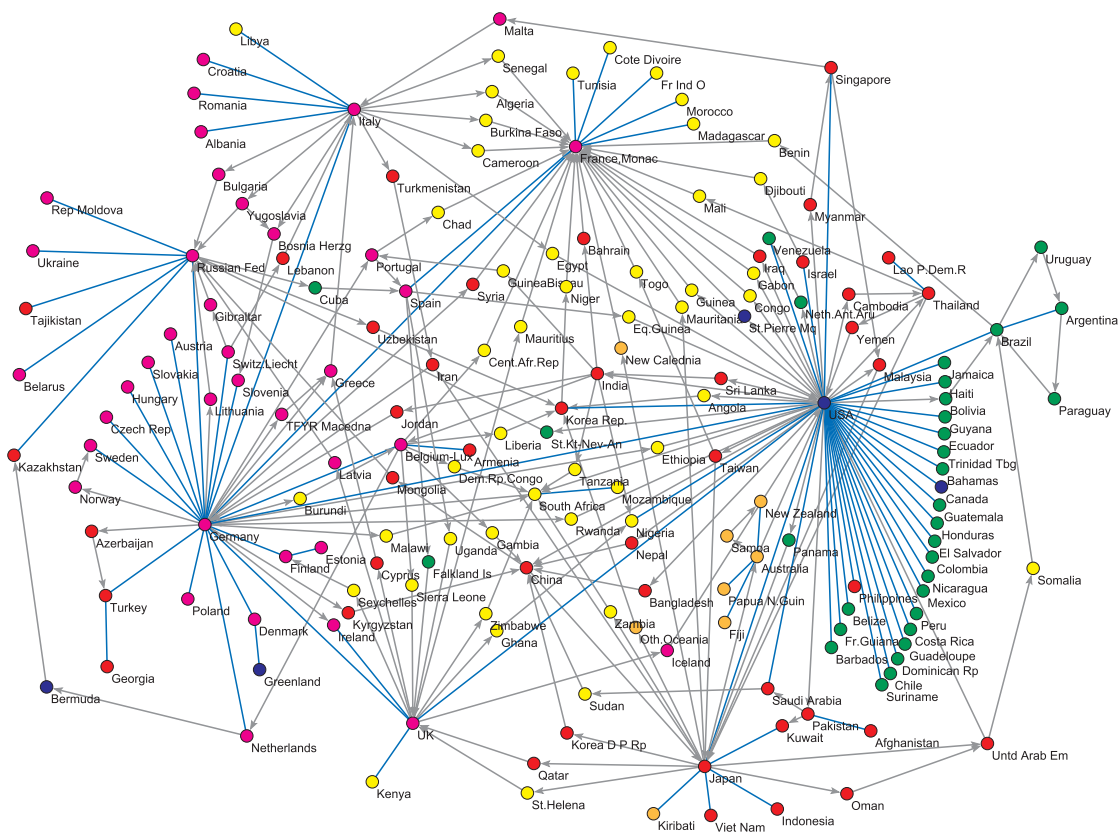 Malta
Libya
Cote Divoire
Senegal
Croatia
Tunisia
Fr Ind O
Singapore
Romania
Algeria
Morocco
Italy
Burkina Faso
Madagascar
Albania
Cameroon
France,Monac
Benin
Bulgaria
Turkmenistan
Djibouti
Rep Moldova
Yugoslavia
Chad
Mali
Myanmar
Bosnia Herzg
Bahrain
Venezuela
Uruguay
Ukraine
Russian Fed
Lebanon
Portugal
Egypt
Iraq
Israel
Lao P.Dem.R
GuineaBissau
Togo
Gabon
Cuba
Spain
Syria
Niger
Guinea
Congo
Neth.Ant.Aru
Cambodia
Thailand
Tajikistan
Gibraltar
Mauritania
St.Pierre Mq
Argentina
Eq.Guinea
Uzbekistan
Mauritius
Yemen
Brazil
Austria
Switz.Liecht
Cent.Afr.Rep
New Calednia
Slovakia
Iran
Malaysia
Jamaica
Belarus
Greece
India
Sri Lanka
Haiti
Hungary
Slovenia
Lithuania
Angola
USA
Bolivia
Paraguay
Czech Rep
TFYR Macedna
Jordan
Korea Rep.
Guyana
St.Kt-Nev-An
Sweden
Belgium-Lux
Liberia
Ecuador
Kazakhstan
Latvia
Armenia
Ethiopia
Taiwan
Trinidad Tbg
Dem.Rp.Congo
Tanzania
Bahamas
Norway
Mongolia
Burundi
South Africa
Mozambique
Canada
New Zealand
Guatemala
Germany
Rwanda
Nigeria
Honduras
Azerbaijan
Malawi
Uganda
Gambia
Samoa
Panama
El Salvador
Estonia
Nepal
Finland
Cyprus
Falkland Is
Australia
Colombia
Somalia
China
Nicaragua
Turkey
Seychelles
Sierra Leone
Bangladesh
Papua N.Guin
Philippines
Mexico
Poland
Kyrgyzstan
Zimbabwe
Zambia
Belize
Peru
Denmark
Ireland
Ghana
Oth.Oceania
Fiji
Fr.Guiana
Costa Rica
Iceland
Barbados
Guadeloupe
Georgia
Greenland
Dominican Rp
Chile
Bermuda
Sudan
Saudi Arabia
Suriname
Pakistan
Netherlands
UK
Korea D P Rp
Kuwait
Afghanistan
Untd Arab Em
Qatar
Japan
Kenya
St.Helena
Oman
Kiribati
Viet Nam
Indonesia